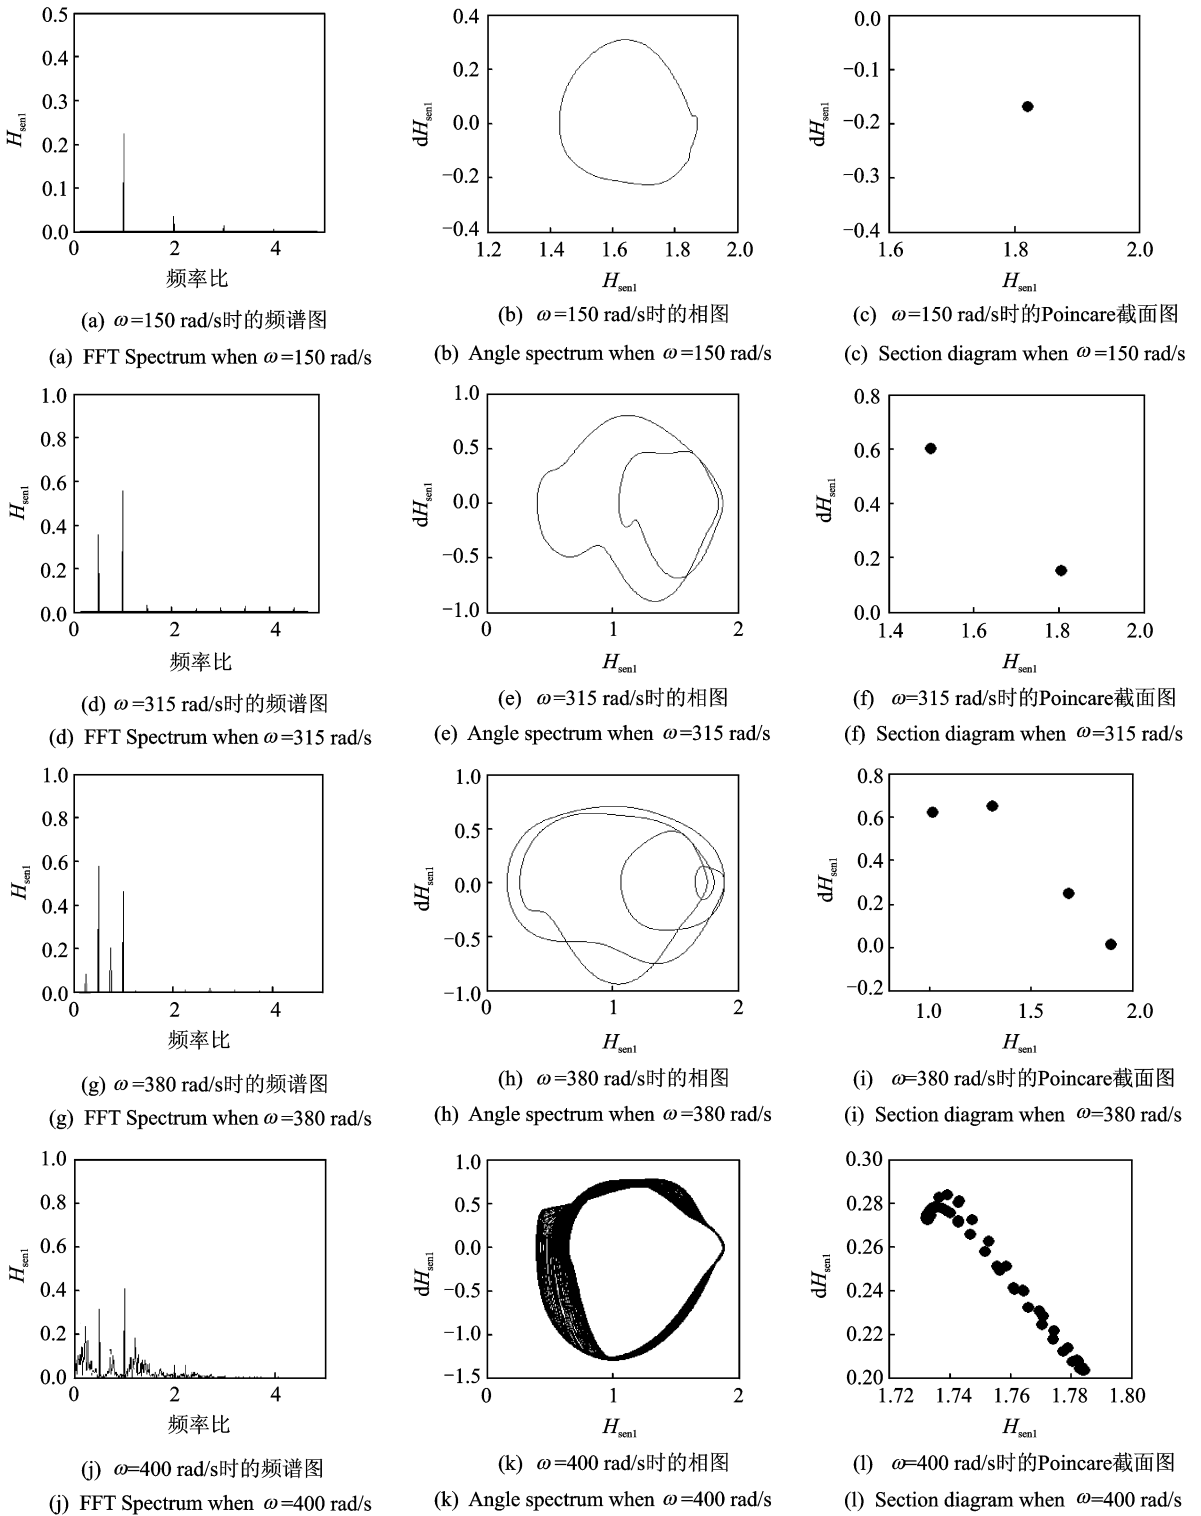 0.5
0.4
0.3
0.2
0.1
0.0
0 2 4
H_sen1
频率比
(a) ω=150 rad/s时的频谱图
(a) FFT Spectrum when ω=150 rad/s
0.4
0.2
0.0
−0.2
−0.4
1.2 1.4 1.6 1.8 2.0
dH_sen1
H_sen1
(b) ω=150 rad/s时的相图
(b) Angle spectrum when ω=150 rad/s
0.0
−0.1
−0.2
−0.3
−0.4
1.6 1.8 2.0
dH_sen1
H_sen1
(c) ω=150 rad/s时的Poincare截面图
(c) Section diagram when ω=150 rad/s
1.0
0.8
0.6
0.4
0.2
0.0
0 2 4
H_sen1
频率比
(d) ω=315 rad/s时的频谱图
(d) FFT Spectrum when ω=315 rad/s
1.0
0.5
0.0
−0.5
−1.0
0 1 2
dH_sen1
H_sen1
(e) ω=315 rad/s时的相图
(e) Angle spectrum when ω=315 rad/s
0.8
0.6
0.4
0.2
0.0
1.4 1.6 1.8 2.0
dH_sen1
H_sen1
(f) ω=315 rad/s时的Poincare截面图
(f) Section diagram when ω=315 rad/s
1.0
0.8
0.6
0.4
0.2
0.0
0 2 4
H_sen1
频率比
(g) ω=380 rad/s时的频谱图
(g) FFT Spectrum when ω=380 rad/s
1.0
0.5
0.0
−0.5
−1.0
0 1 2
dH_sen1
H_sen1
(h) ω=380 rad/s时的相图
(h) Angle spectrum when ω=380 rad/s
0.8
0.6
0.4
0.2
0.0
−0.2
1.0 1.5 2.0
dH_sen1
H_sen1
(i) ω=380 rad/s时的Poincare截面图
(i) Section diagram when ω=380 rad/s
1.0
0.8
0.6
0.4
0.2
0.0
0 2 4
H_sen1
频率比
(j) ω=400 rad/s时的频谱图
(j) FFT Spectrum when ω=400 rad/s
1.0
0.5
0.0
−0.5
−1.0
−1.5
0 1 2
dH_sen1
H_sen1
(k) ω=400 rad/s时的相图
(k) Angle spectrum when ω=400 rad/s
0.30
0.28
0.26
0.24
0.22
0.20
1.72 1.74 1.76 1.78 1.80
dH_sen1
H_sen1
(l) ω=400 rad/s时的Poincare截面图
(l) Section diagram when ω=400 rad/s